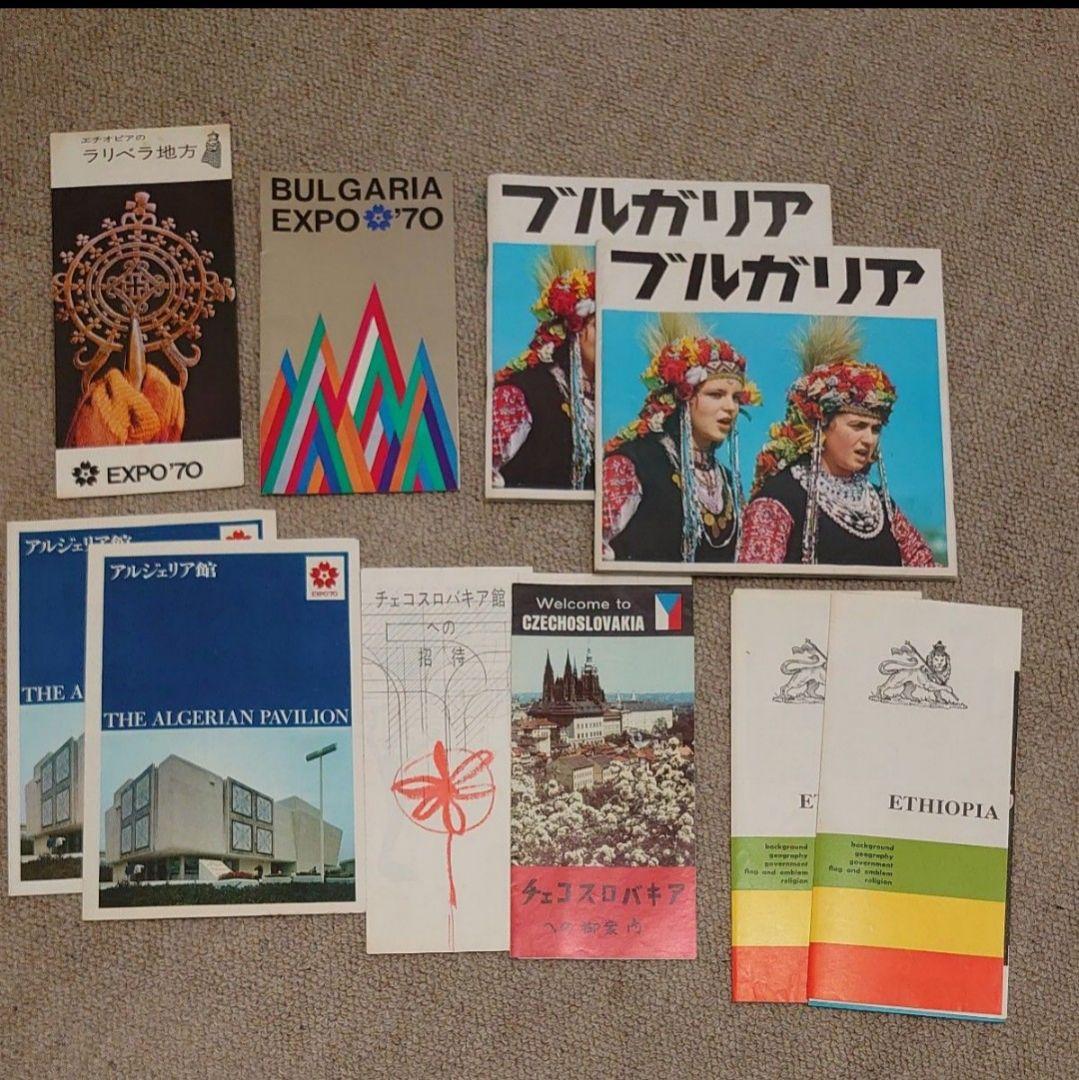 エチオピアの
ラリベラ地方
EXPO'70
BULGARIA
EXPO '70
ブルガリア
ブルガリア
アルジェリア館
THE A
アルジェリア館
EXPO'70
THE ALGERIAN PAVILION
チェコスロバキア館
への
招待
Welcome to
CZECHOSLOVAKIA
チェコスロバキア
への御案内
E
background
geography
government
flag and emblem
religion
ETHIOPIA
background
geography
government
flag and emblem
religion